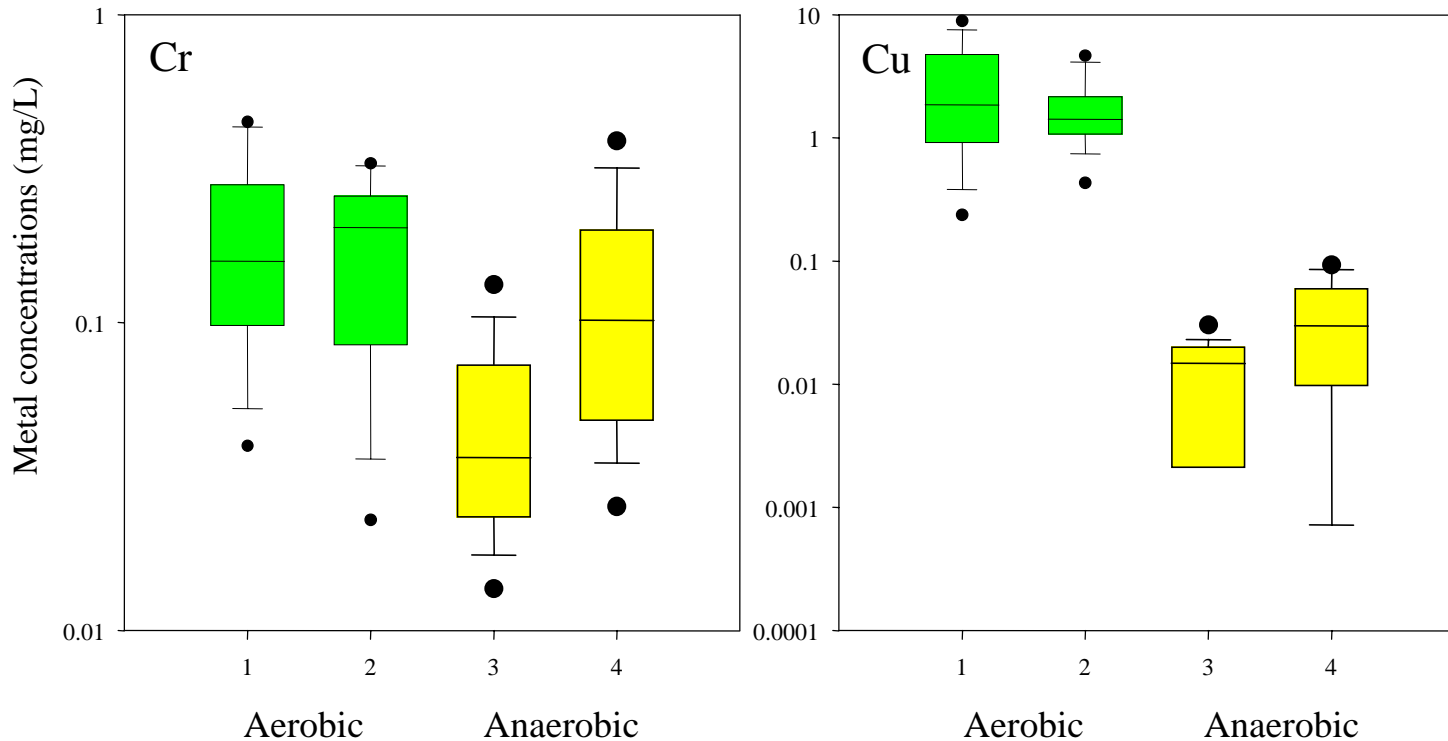 Metal concentrations (mg/L)
Cr
1
0.1
0.01
1 2 3 4
Aerobic Anaerobic
Cu
10
1
0.1
0.01
0.001
0.0001
1 2 3 4
Aerobic Anaerobic